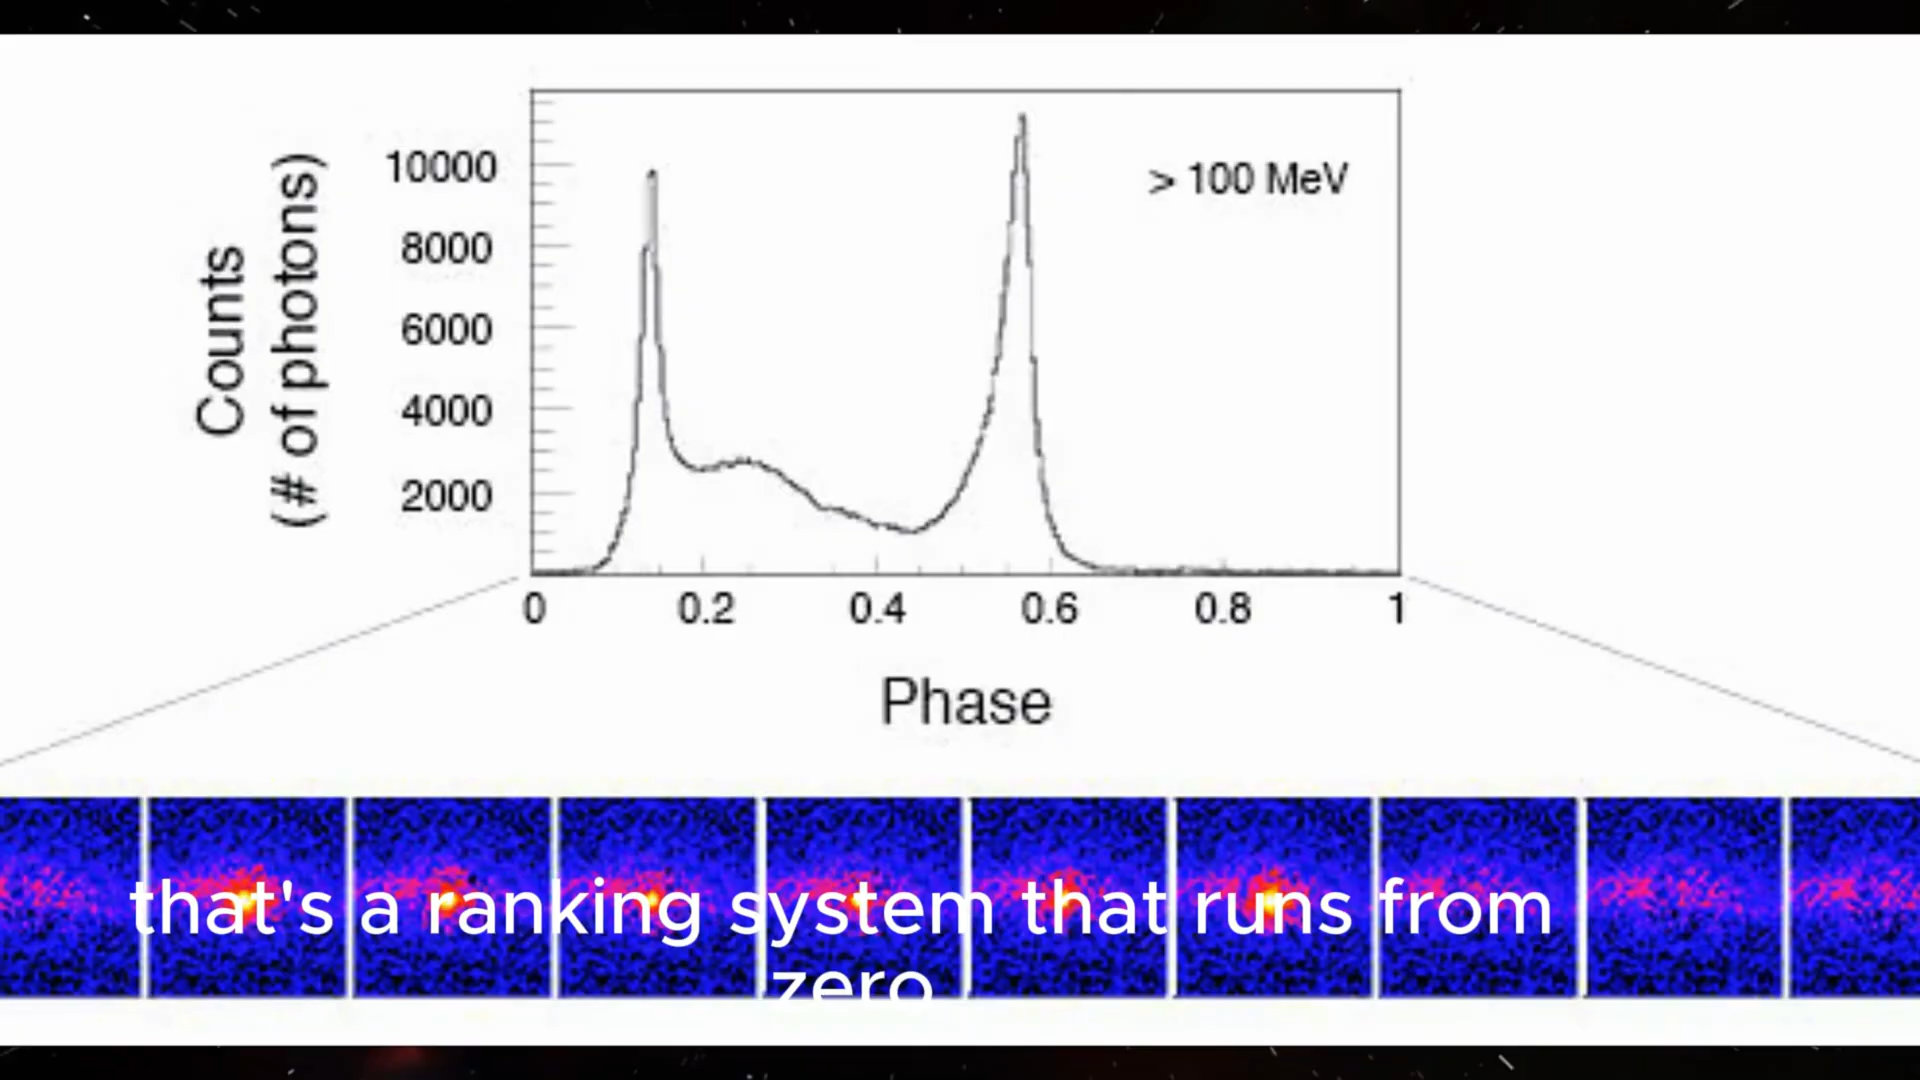 > 100 MeV
Counts
(# of photons)
10000
8000
6000
4000
2000
0 0.2 0.4 0.6 0.8 1
Phase
that's a ranking system that runs from
zero